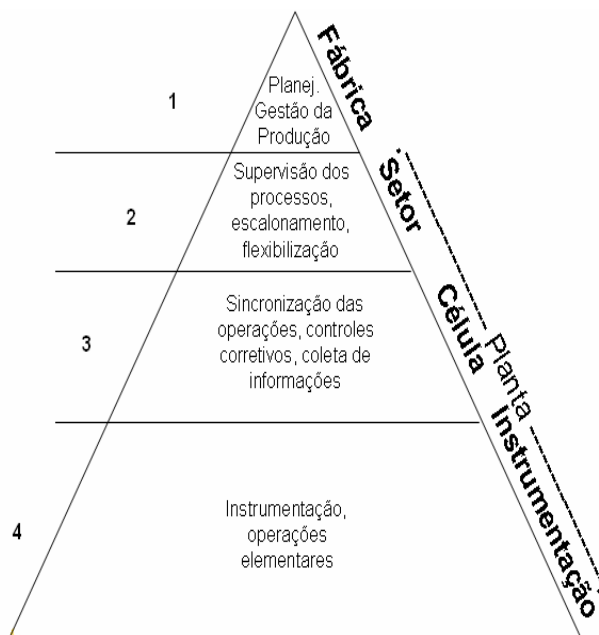 1
Planej.
Gestão da
Produção
Fábrica
2
Supervisão dos
processos,
escalonamento,
flexibilização
Setor
3
Sincronização das
operações, controles
corretivos, coleta de
informações
Célula
Planta
4
Instrumentação,
operações
elementares
Instrumentação